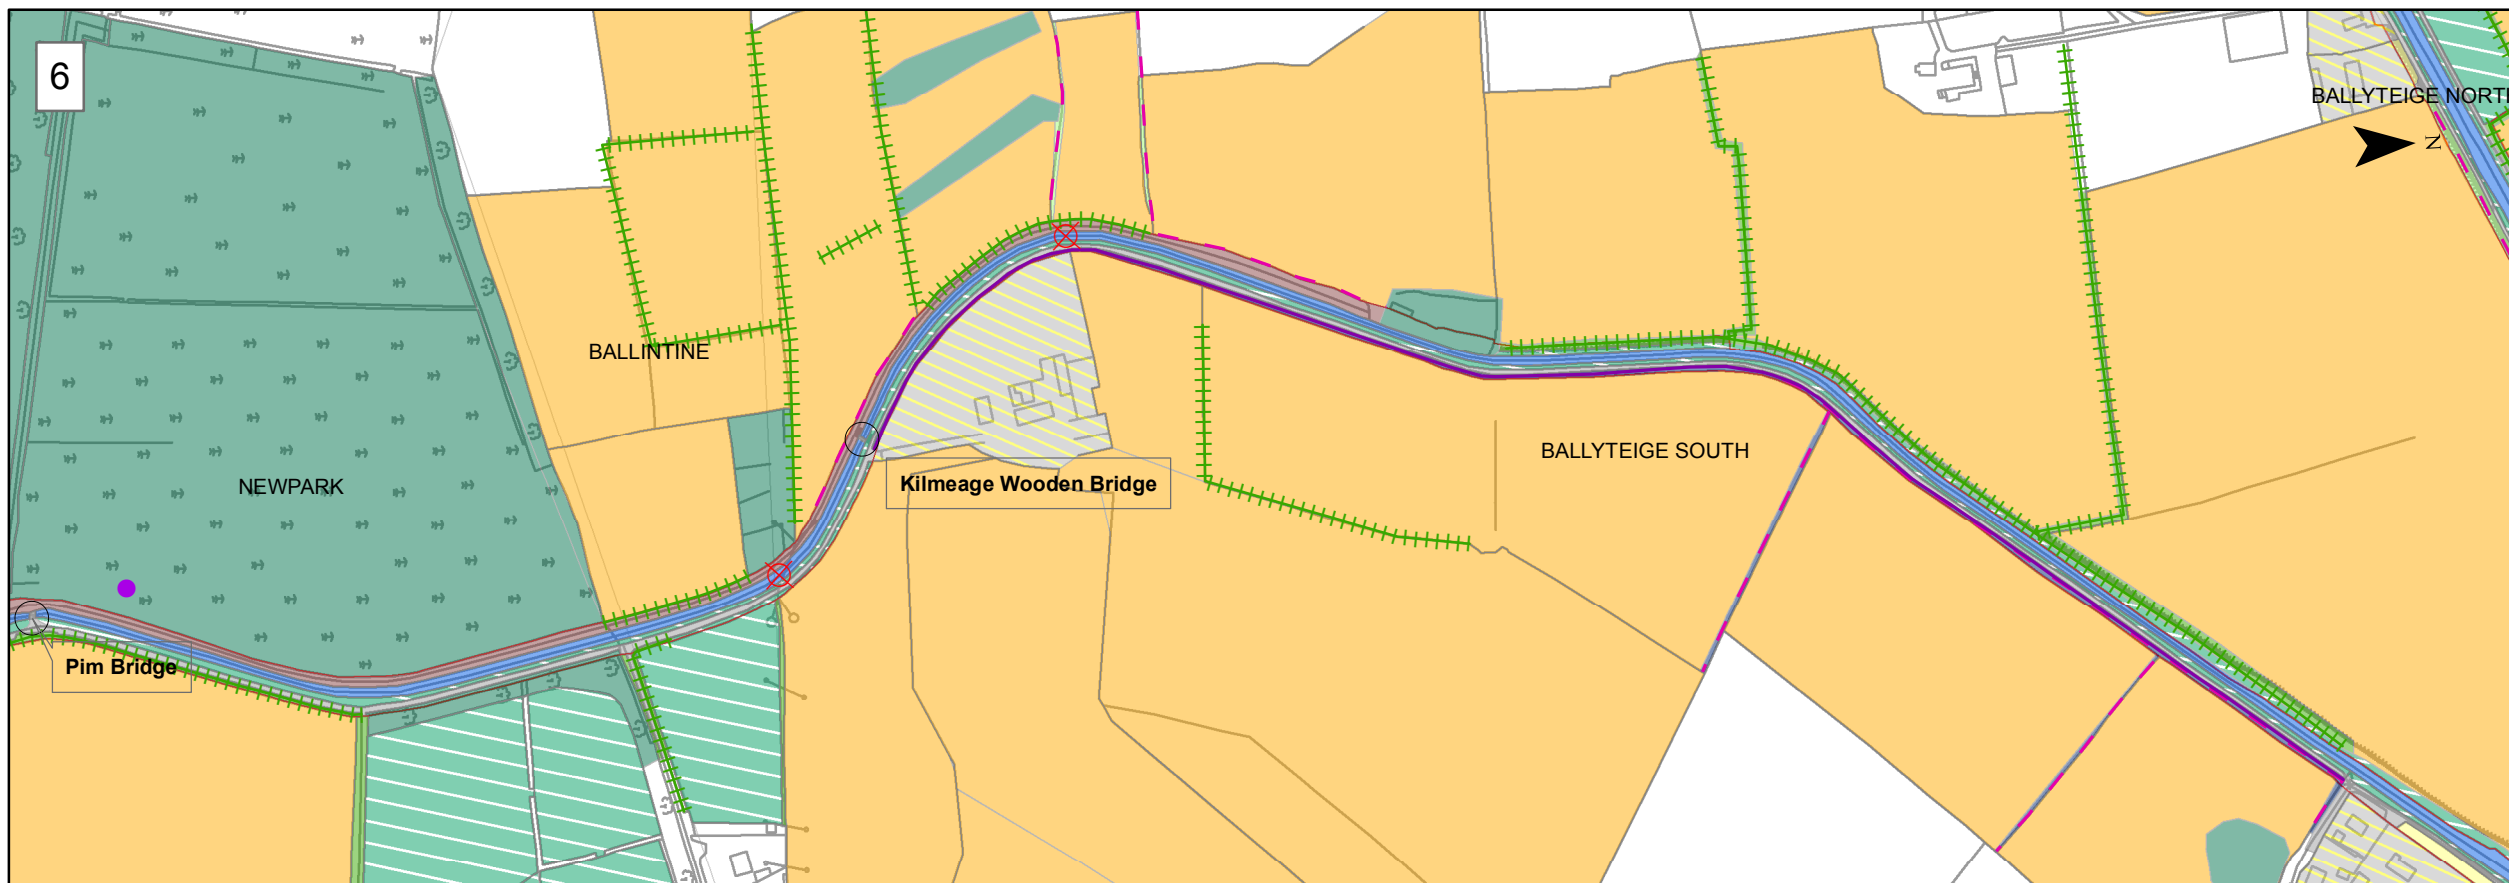 6
BALLYTEIGE NORTH
N
BALLINTINE
BALLYTEIGE SOUTH
NEWPARK
Kilmeage Wooden Bridge
Pim Bridge